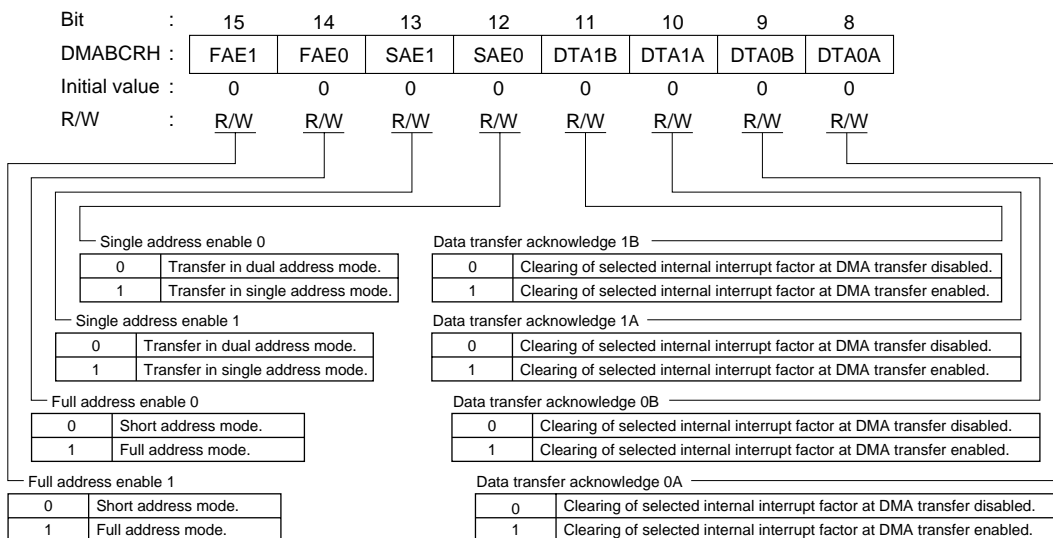 Bit : 15 14 13 12 11 10 9 8
DMABCRH : FAE1 FAE0 SAE1 SAE0 DTA1B DTA1A DTA0B DTA0A
Initial value : 0 0 0 0 0 0 0 0
R/W : R/W R/W R/W R/W R/W R/W R/W R/W
Single address enable 0
0 Transfer in dual address mode.
1 Transfer in single address mode.
Data transfer acknowledge 1B
0 Clearing of selected internal interrupt factor at DMA transfer disabled.
1 Clearing of selected internal interrupt factor at DMA transfer enabled.
Single address enable 1
0 Transfer in dual address mode.
1 Transfer in single address mode.
Data transfer acknowledge 1A
0 Clearing of selected internal interrupt factor at DMA transfer disabled.
1 Clearing of selected internal interrupt factor at DMA transfer enabled.
Full address enable 0
0 Short address mode.
1 Full address mode.
Data transfer acknowledge 0B
0 Clearing of selected internal interrupt factor at DMA transfer disabled.
1 Clearing of selected internal interrupt factor at DMA transfer enabled.
Full address enable 1
0 Short address mode.
1 Full address mode.
Data transfer acknowledge 0A
0 Clearing of selected internal interrupt factor at DMA transfer disabled.
1 Clearing of selected internal interrupt factor at DMA transfer enabled.